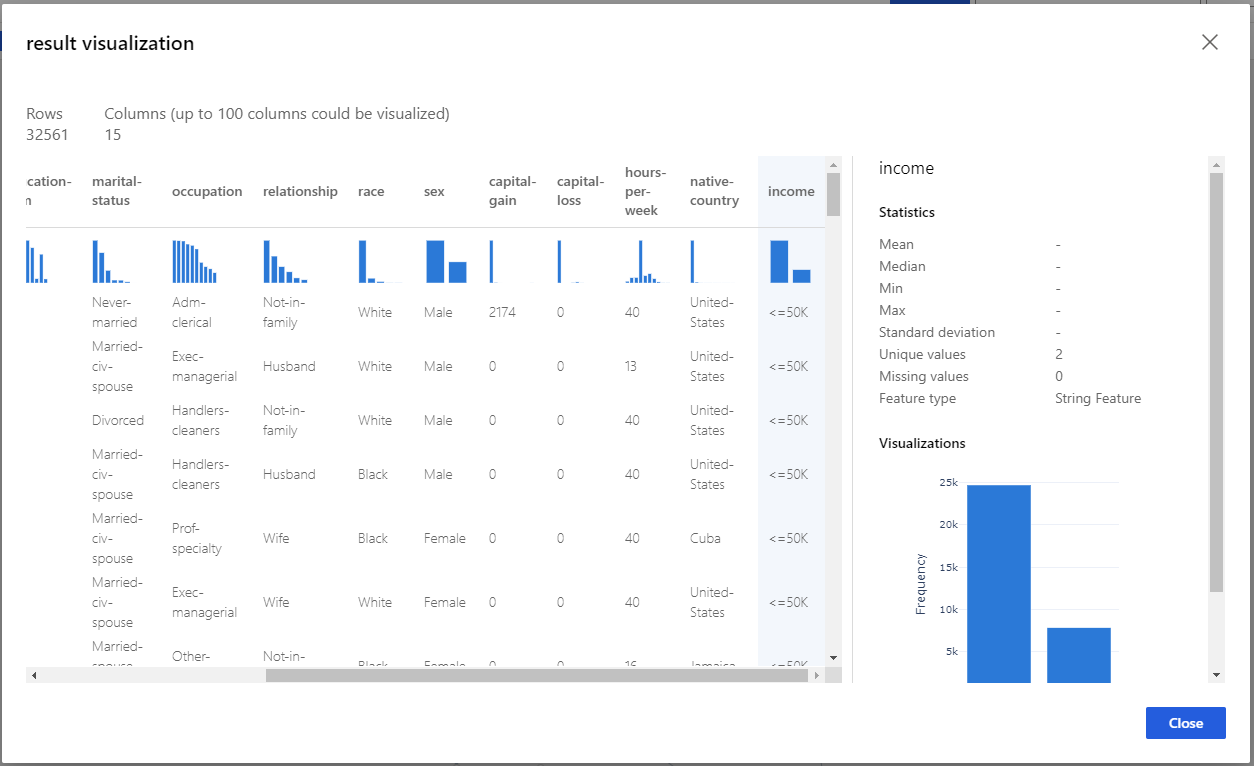 result visualization
Rows
Columns (up to 100 columns could be visualized)
32561
15
cation-
n
marital-
status
occupation
relationship
race
sex
capital-
gain
capital-
loss
hours-
per-
week
native-
country
income
Never-
married
Adm-
clerical
Not-in-
family
White
Male
2174
0
40
United-
States
<=50K
Married-
civ-
spouse
Exec-
managerial
Husband
White
Male
0
0
13
United-
States
<=50K
Divorced
Handlers-
cleaners
Not-in-
family
White
Male
0
0
40
United-
States
<=50K
Married-
civ-
spouse
Handlers-
cleaners
Husband
Black
Male
0
0
40
United-
States
<=50K
Married-
civ-
spouse
Prof-
specialty
Wife
Black
Female
0
0
40
Cuba
<=50K
Married-
civ-
spouse
Exec-
managerial
Wife
White
Female
0
0
40
United-
States
<=50K
Married-
spouse
Other-
Not-in-
Black
Female
0
0
16
Jamaica
<=50K
income
Statistics
Mean -
Median -
Min -
Max -
Standard deviation -
Unique values 2
Missing values 0
Feature type String Feature
Visualizations
25k
20k
15k
10k
5k
Frequency
Close